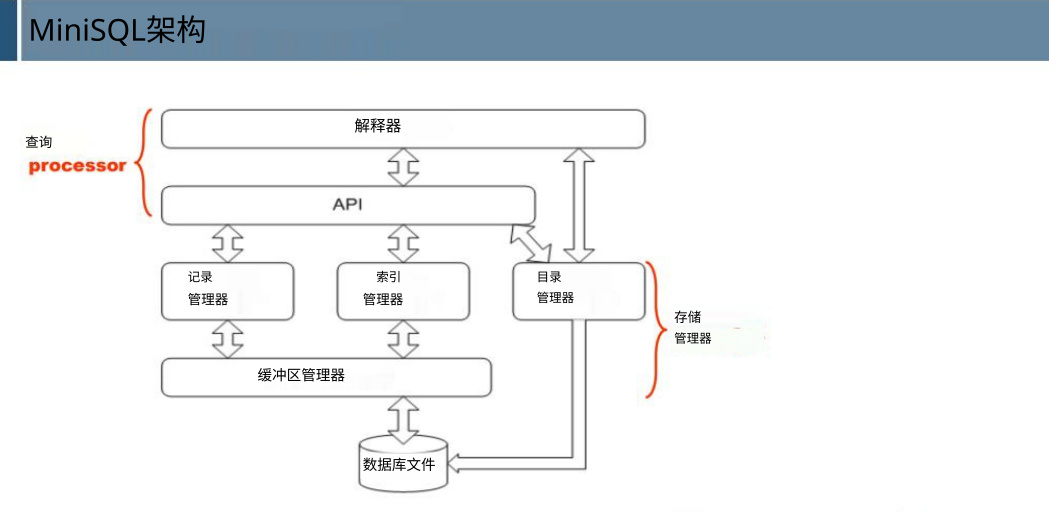 MiniSQL架构
解释器
查询
processor
API
记录
管理器
索引
管理器
目录
管理器
存储
管理器
缓冲区管理器
数据库文件